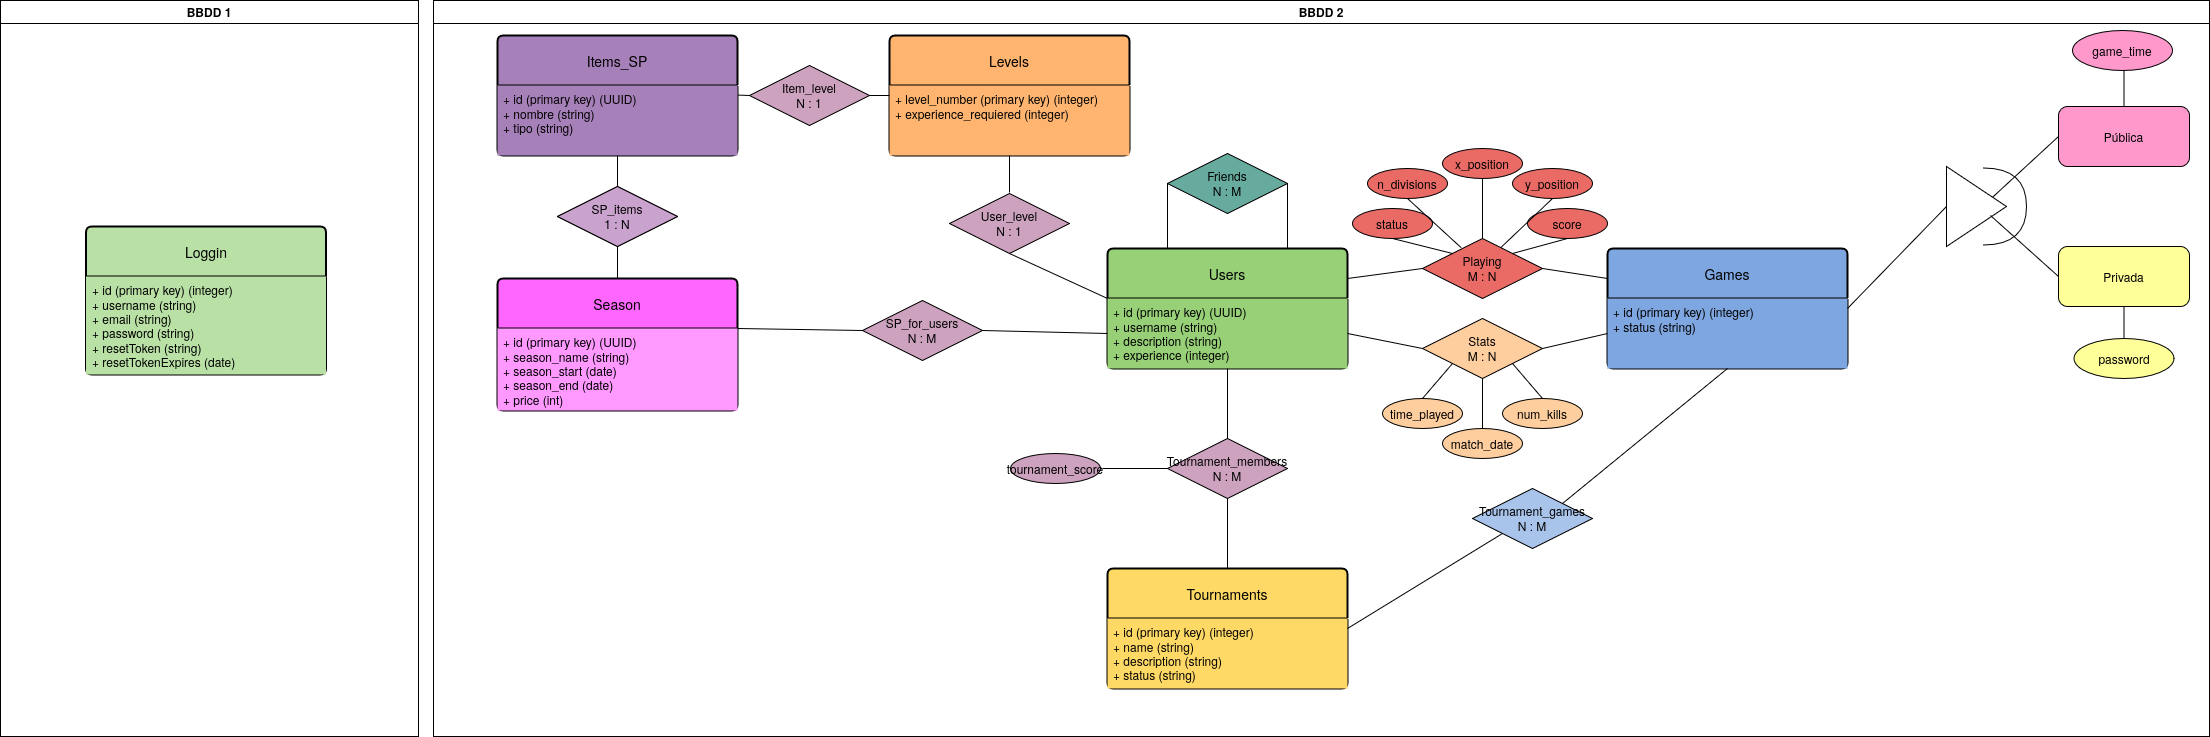 BBDD 1
Loggin
+ id (primary key) (integer)
+ username (string)
+ email (string)
+ password (string)
+ resetToken (string)
+ resetTokenExpires (date)
BBDD 2
Items_SP
+ id (primary key) (UUID)
+ nombre (string)
+ tipo (string)
Item_level
N : 1
Levels
+ level_number (primary key) (integer)
+ experience_requiered (integer)
SP_items
1 : N
User_level
N : 1
Season
+ id (primary key) (UUID)
+ season_name (string)
+ season_start (date)
+ season_end (date)
+ price (int)
SP_for_users
N : M
Friends
N : M
Users
+ id (primary key) (UUID)
+ username (string)
+ description (string)
+ experience (integer)
status
n_divisions
x_position
y_position
score
Playing
M : N
Games
+ id (primary key) (integer)
+ status (string)
Stats
M : N
time_played
match_date
num_kills
tournament_score
Tournament_members
N : M
Tournament_games
N : M
Tournaments
+ id (primary key) (integer)
+ name (string)
+ description (string)
+ status (string)
game_time
Pública
Privada
password